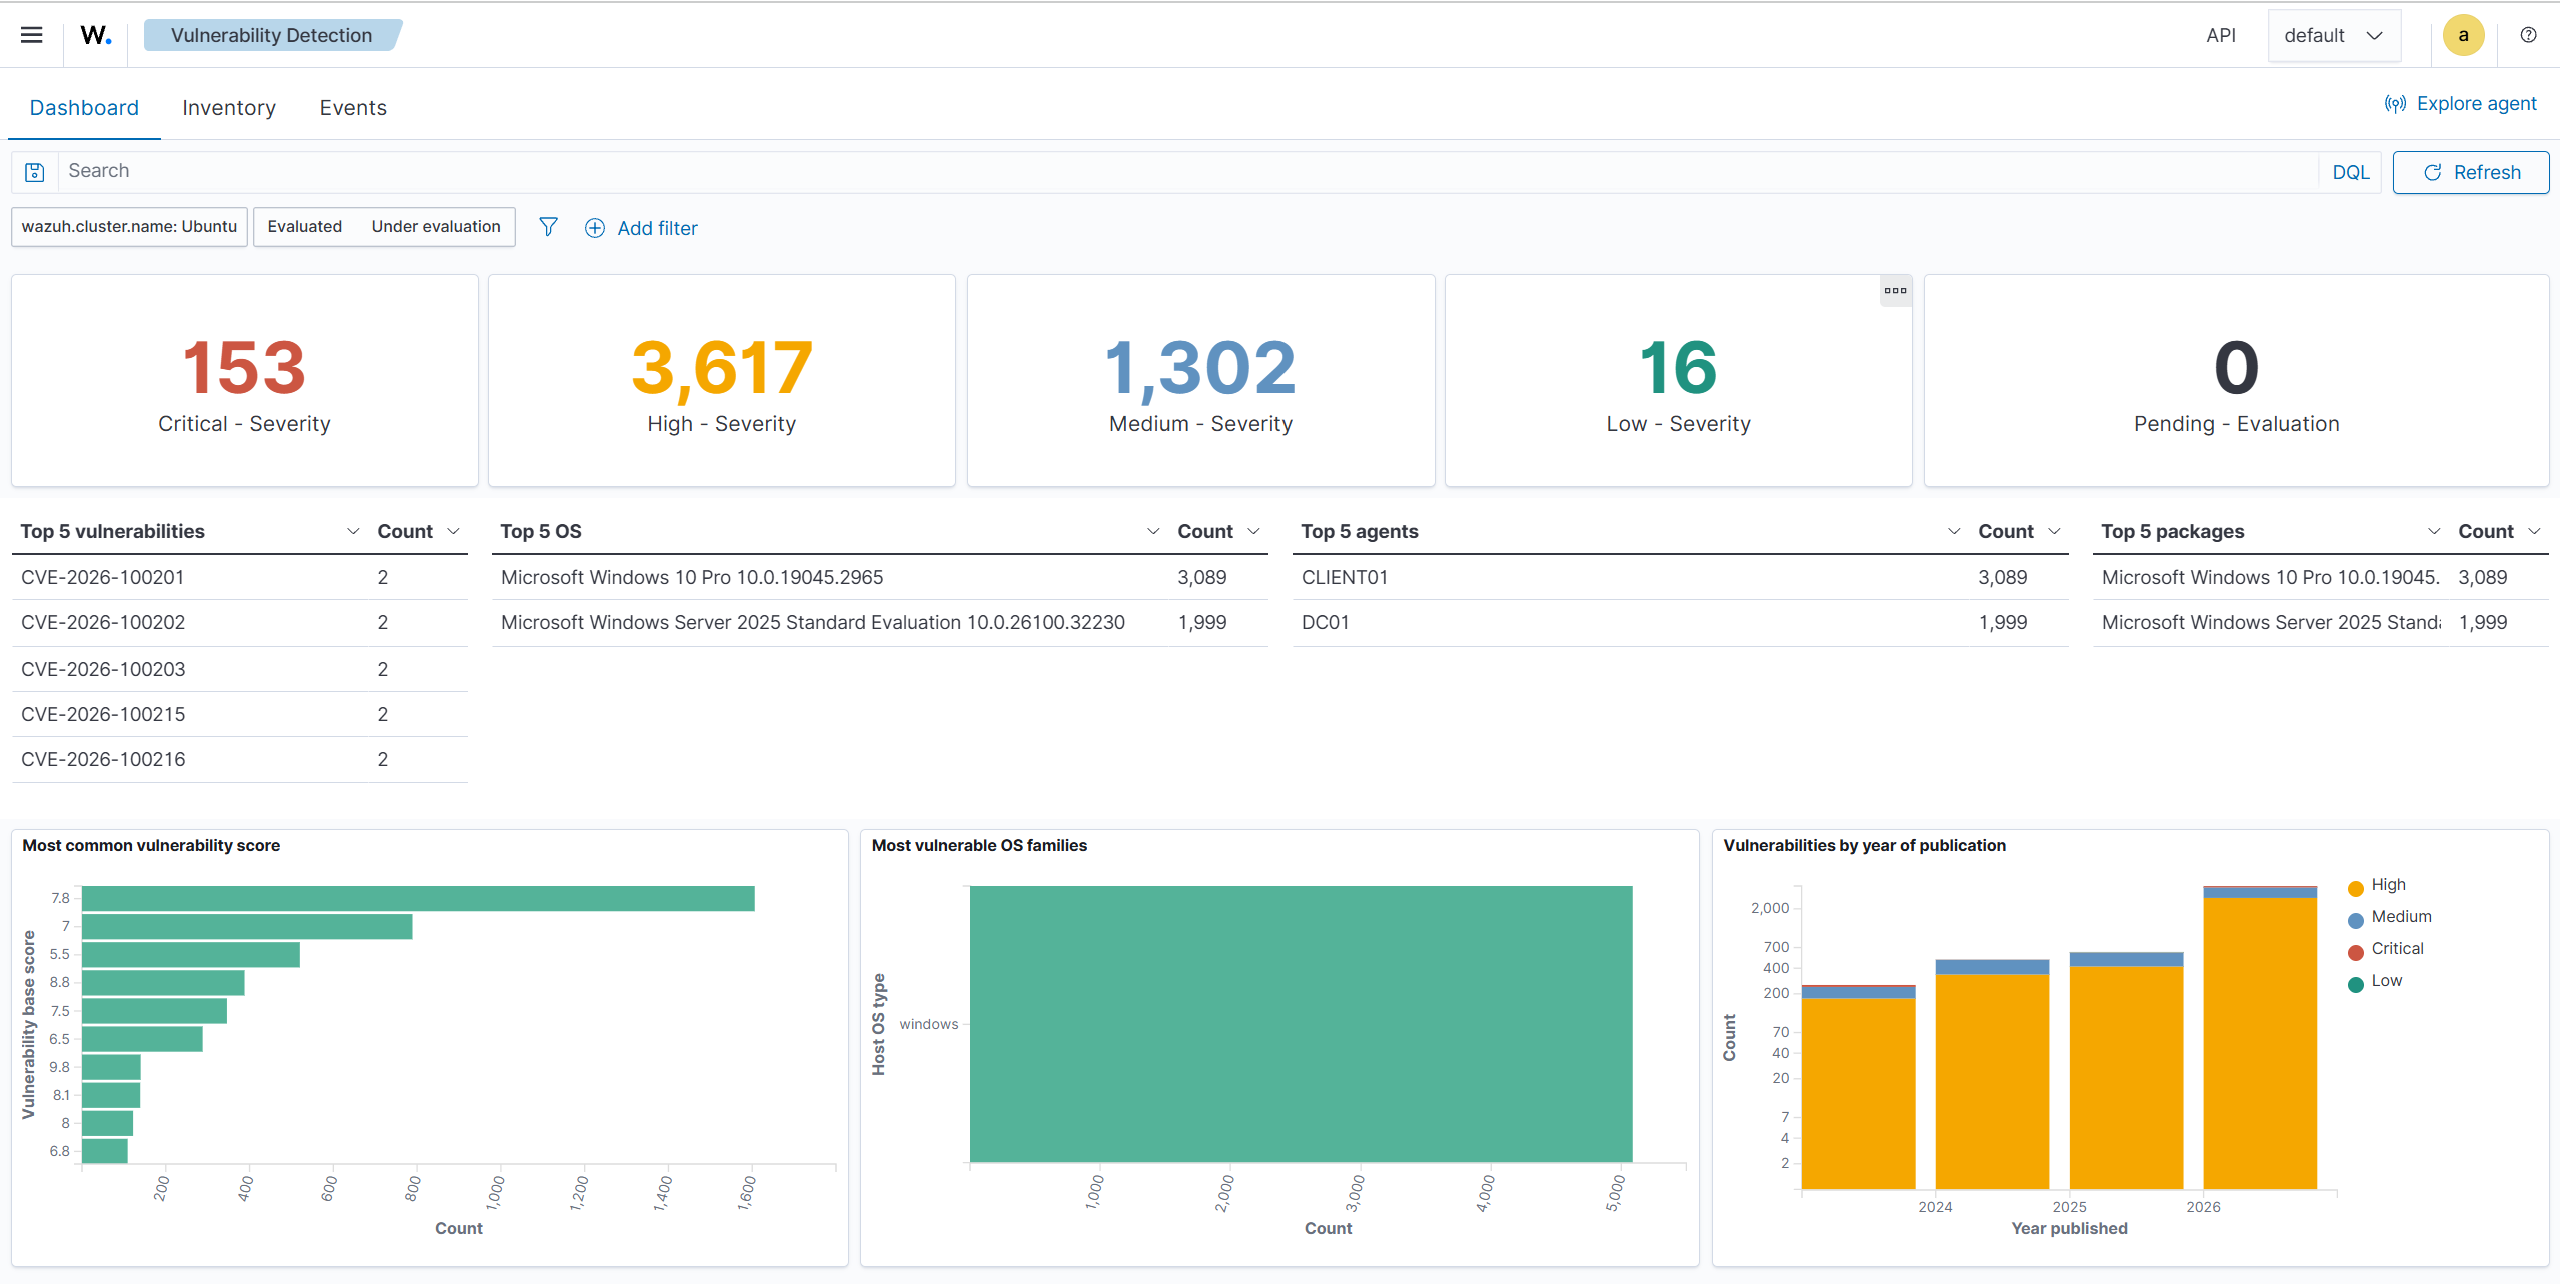 W. Vulnerability Detection API default a
Dashboard Inventory Events Explore agent
Search DQL Refresh
wazuh.cluster.name: Ubuntu Evaluated Under evaluation Add filter
153
Critical - Severity
3,617
High - Severity
1,302
Medium - Severity
16
Low - Severity
0
Pending - Evaluation
Top 5 vulnerabilities Count
CVE-2026-100201 2
CVE-2026-100202 2
CVE-2026-100203 2
CVE-2026-100215 2
CVE-2026-100216 2
Top 5 OS Count
Microsoft Windows 10 Pro 10.0.19045.2965 3,089
Microsoft Windows Server 2025 Standard Evaluation 10.0.26100.32230 1,999
Top 5 agents Count
CLIENT01 3,089
DC01 1,999
Top 5 packages Count
Microsoft Windows 10 Pro 10.0.19045. 3,089
Microsoft Windows Server 2025 Standa 1,999
Most common vulnerability score
Vulnerability base score
7.8
7
5.5
8.8
7.5
6.5
9.8
8.1
8
6.8
200 400 600 800 1,000 1,200 1,400 1,600
Count
Most vulnerable OS families
Host OS type
windows
1,000 2,000 3,000 4,000 5,000
Count
Vulnerabilities by year of publication
Count
2,000
700
400
200
70
40
20
7
4
2
2024 2025 2026
Year published
High
Medium
Critical
Low